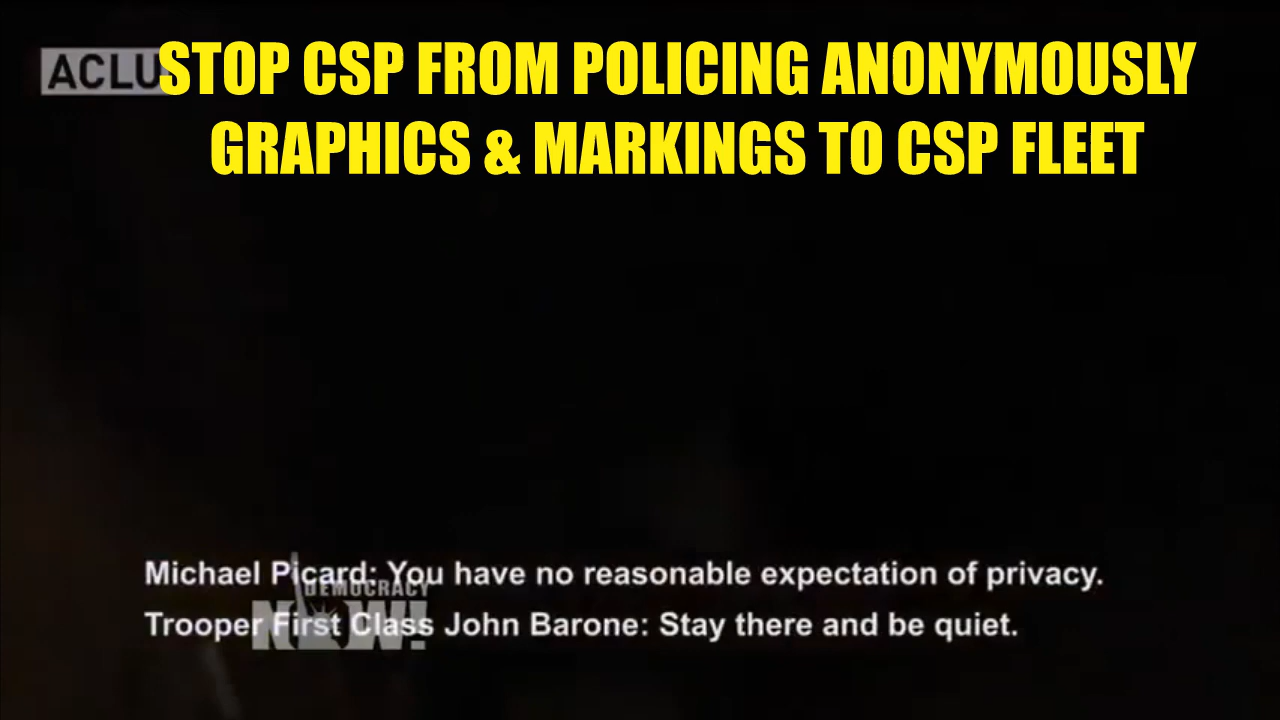 ACLU
STOP CSP FROM POLICING ANONYMOUSLY
GRAPHICS & MARKINGS TO CSP FLEET
Michael Picard: You have no reasonable expectation of privacy.
DEMOCRACY
Trooper First Class John Barone: Stay there and be quiet.
NOW!